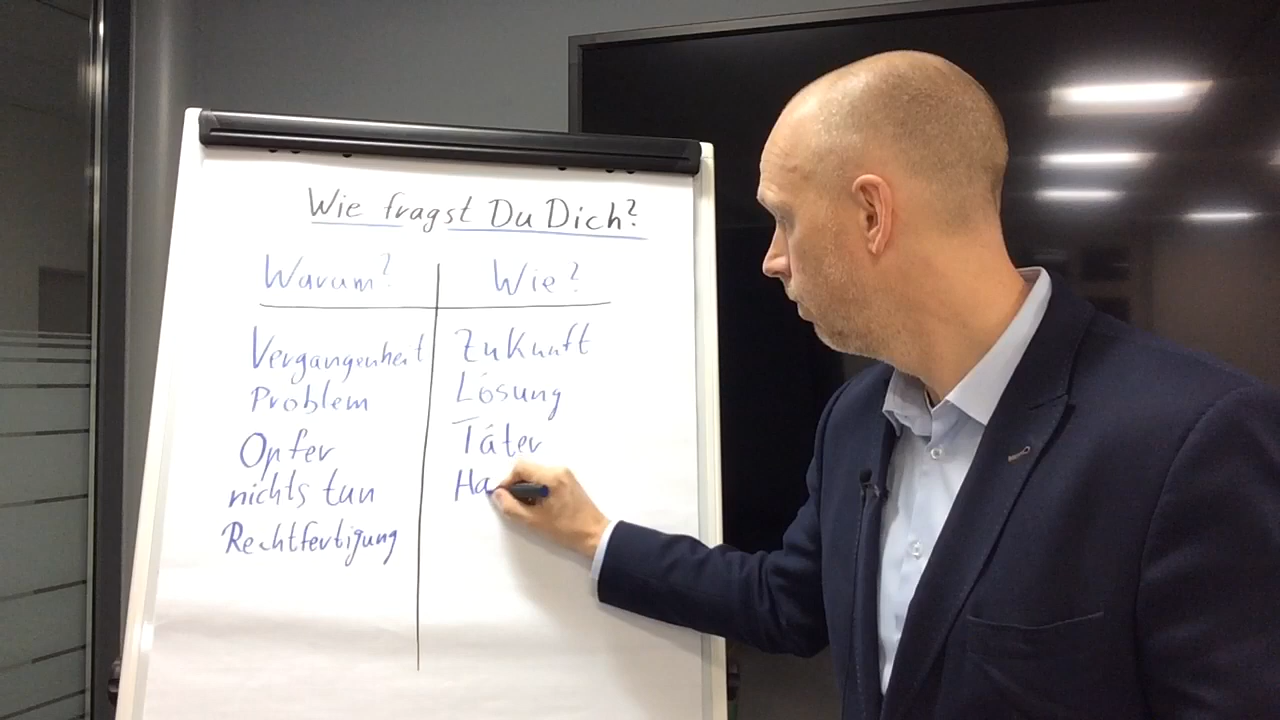 Wie fragst Du Dich?
Warum? Wie?
Vergangenheit Zukunft
Problem Lösung
Opfer Täter
nichts tun Ha
Rechtfertigung